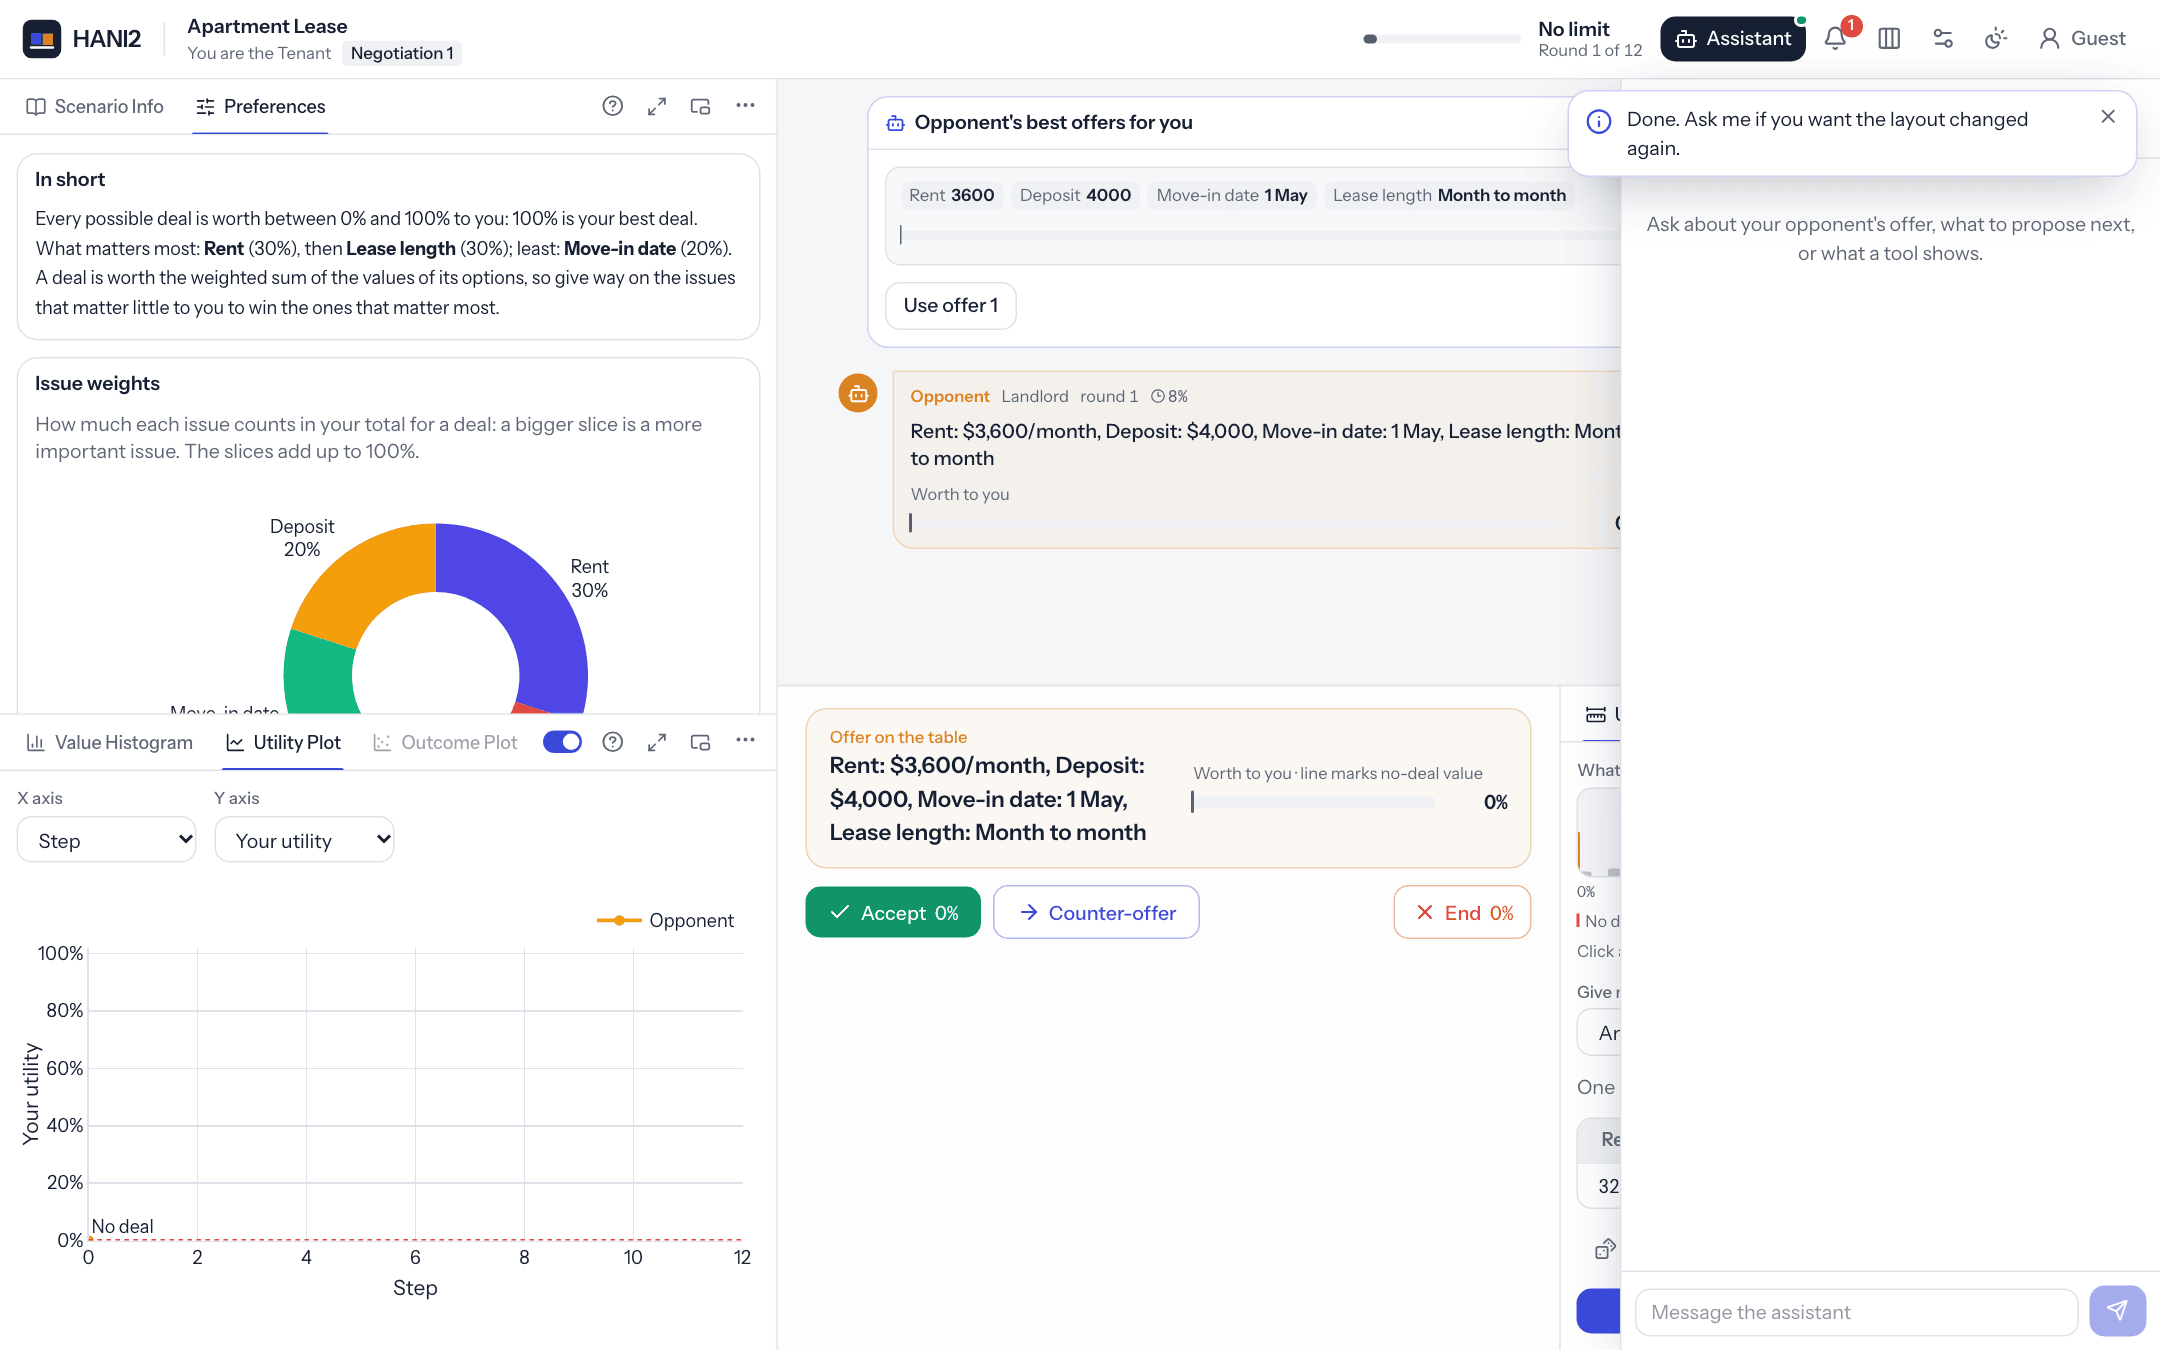 HANI2
Apartment Lease
You are the Tenant Negotiation 1
No limit
Round 1 of 12
Assistant
1
Guest
Scenario Info
Preferences
In short
Every possible deal is worth between 0% and 100% to you: 100% is your best deal.
What matters most: Rent (30%), then Lease length (30%); least: Move-in date (20%).
A deal is worth the weighted sum of the values of its options, so give way on the issues
that matter little to you to win the ones that matter most.
Issue weights
How much each issue counts in your total for a deal: a bigger slice is a more
important issue. The slices add up to 100%.
Deposit
20%
Rent
30%
Move-in date
Value Histogram
Utility Plot
Outcome Plot
X axis
Y axis
Step
Your utility
Opponent
100%
80%
60%
40%
20%
0%
Your utility
No deal
0 2 4 6 8 10 12
Step
Opponent's best offers for you
Rent 3600 Deposit 4000 Move-in date 1 May Lease length Month to month
Use offer 1
Opponent Landlord round 1 8%
Rent: $3,600/month, Deposit: $4,000, Move-in date: 1 May, Lease length: Mont
to month
Worth to you
Offer on the table
Rent: $3,600/month, Deposit:
$4,000, Move-in date: 1 May,
Lease length: Month to month
Worth to you · line marks no-deal value
0%
Accept 0%
Counter-offer
End 0%
What
0%
No d
Click
Give
Ar
One
Re
32
Done. Ask me if you want the layout changed
again.
Ask about your opponent's offer, what to propose next,
or what a tool shows.
Message the assistant